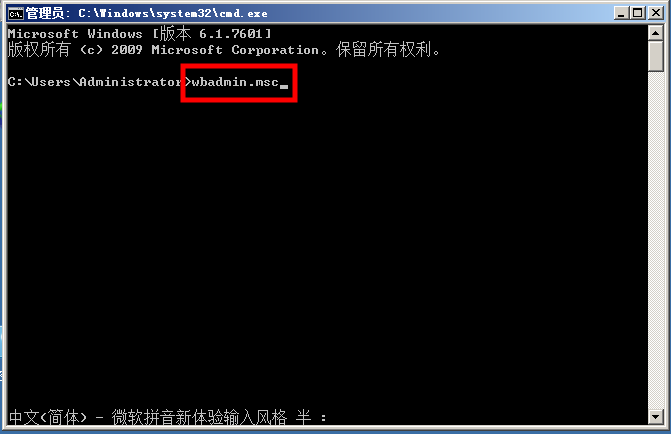 管理员: C:\Windows\system32\cmd.exe
Microsoft Windows [版本 6.1.7601]
版权所有 (c) 2009 Microsoft Corporation。保留所有权利。
C:\Users\Administrator>wbadmin.msc_
中文(简体) - 微软拼音新体验输入风格 半 :